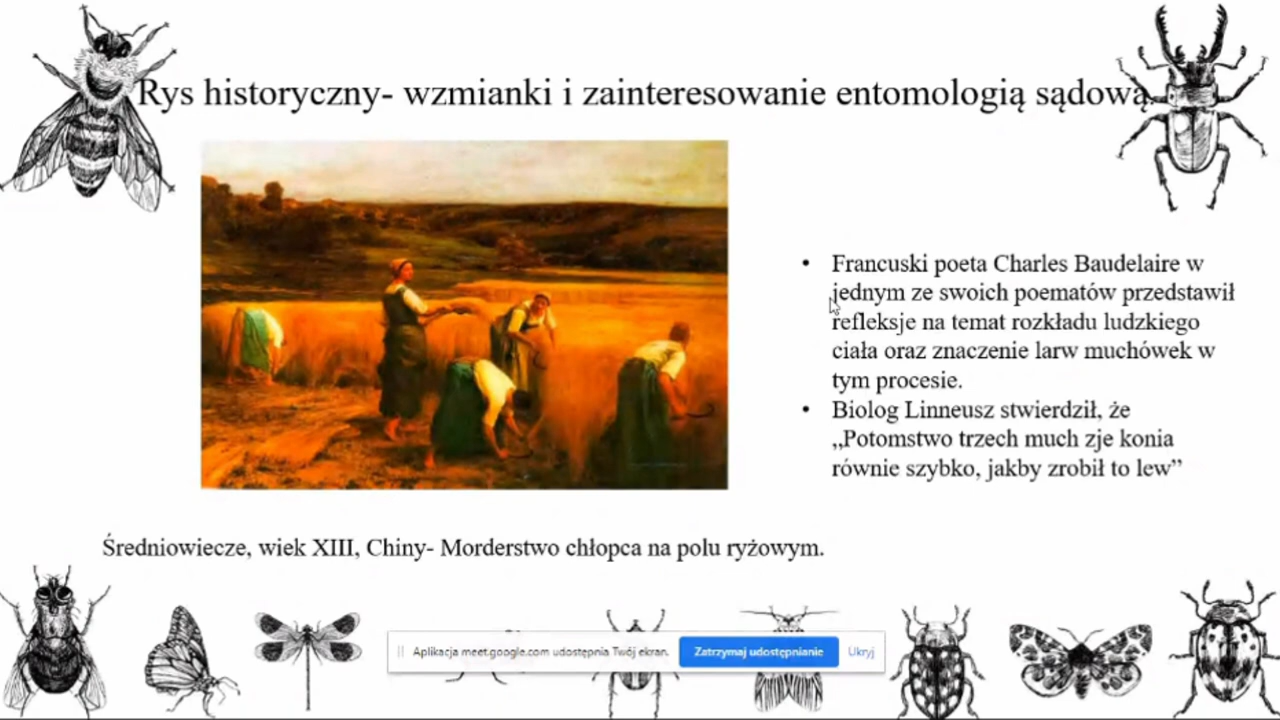 Rys historyczny- wzmianki i zainteresowanie entomologią sądową.
• Francuski poeta Charles Baudelaire w
jednym ze swoich poematów przedstawił
refleksje na temat rozkładu ludzkiego
ciała oraz znaczenie larw muchówek w
tym procesie.
• Biolog Linneusz stwierdził, że
„Potomstwo trzech much zje konia
równie szybko, jakby zrobił to lew”
Średniowiecze, wiek XIII, Chiny- Morderstwo chłopca na polu ryżowym.
Aplikacja meet.google.com udostępnia Twój ekran. Zatrzymaj udostępnianie Ukryj